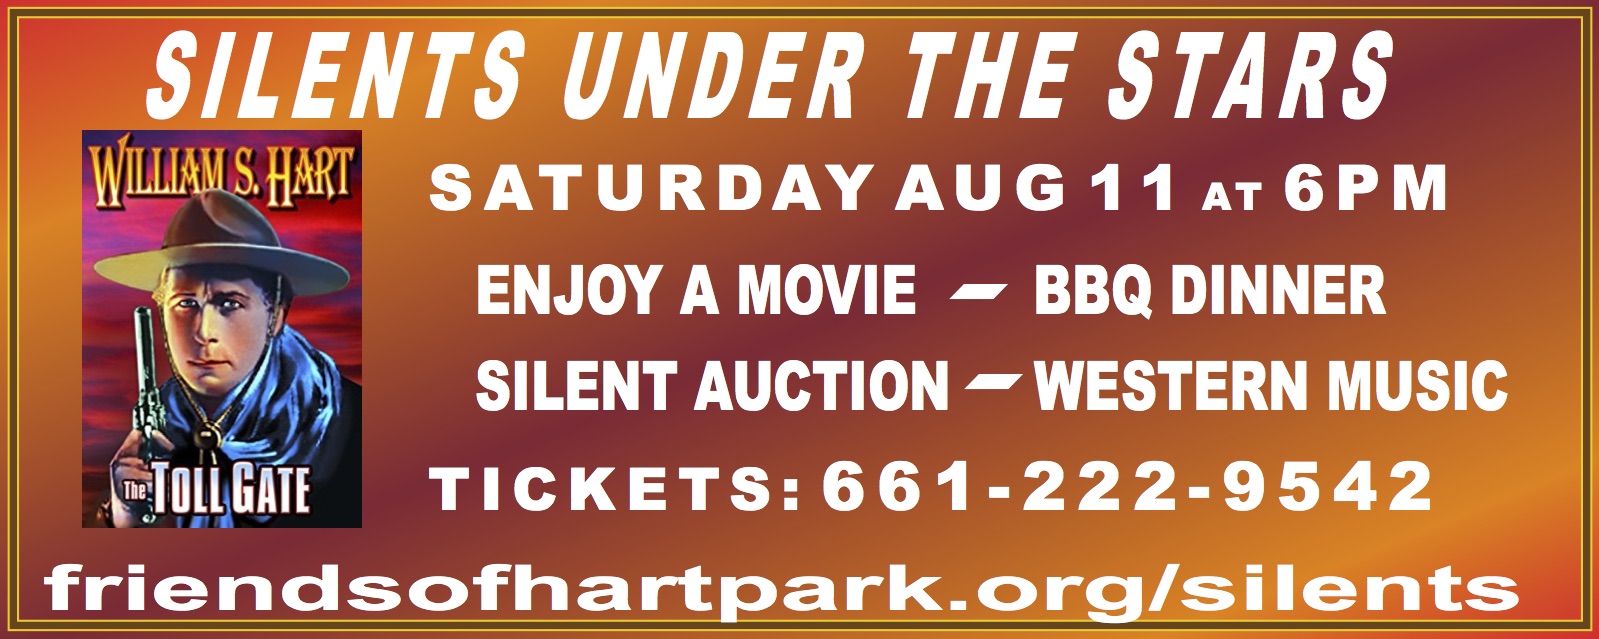 SILENTS UNDER THE STARS
WILLIAM S. HART
The TOLL GATE
SATURDAY AUG 11 AT 6PM
ENJOY A MOVIE – BBQ DINNER
SILENT AUCTION – WESTERN MUSIC
TICKETS: 661-222-9542
friendsofhartpark.org/silents